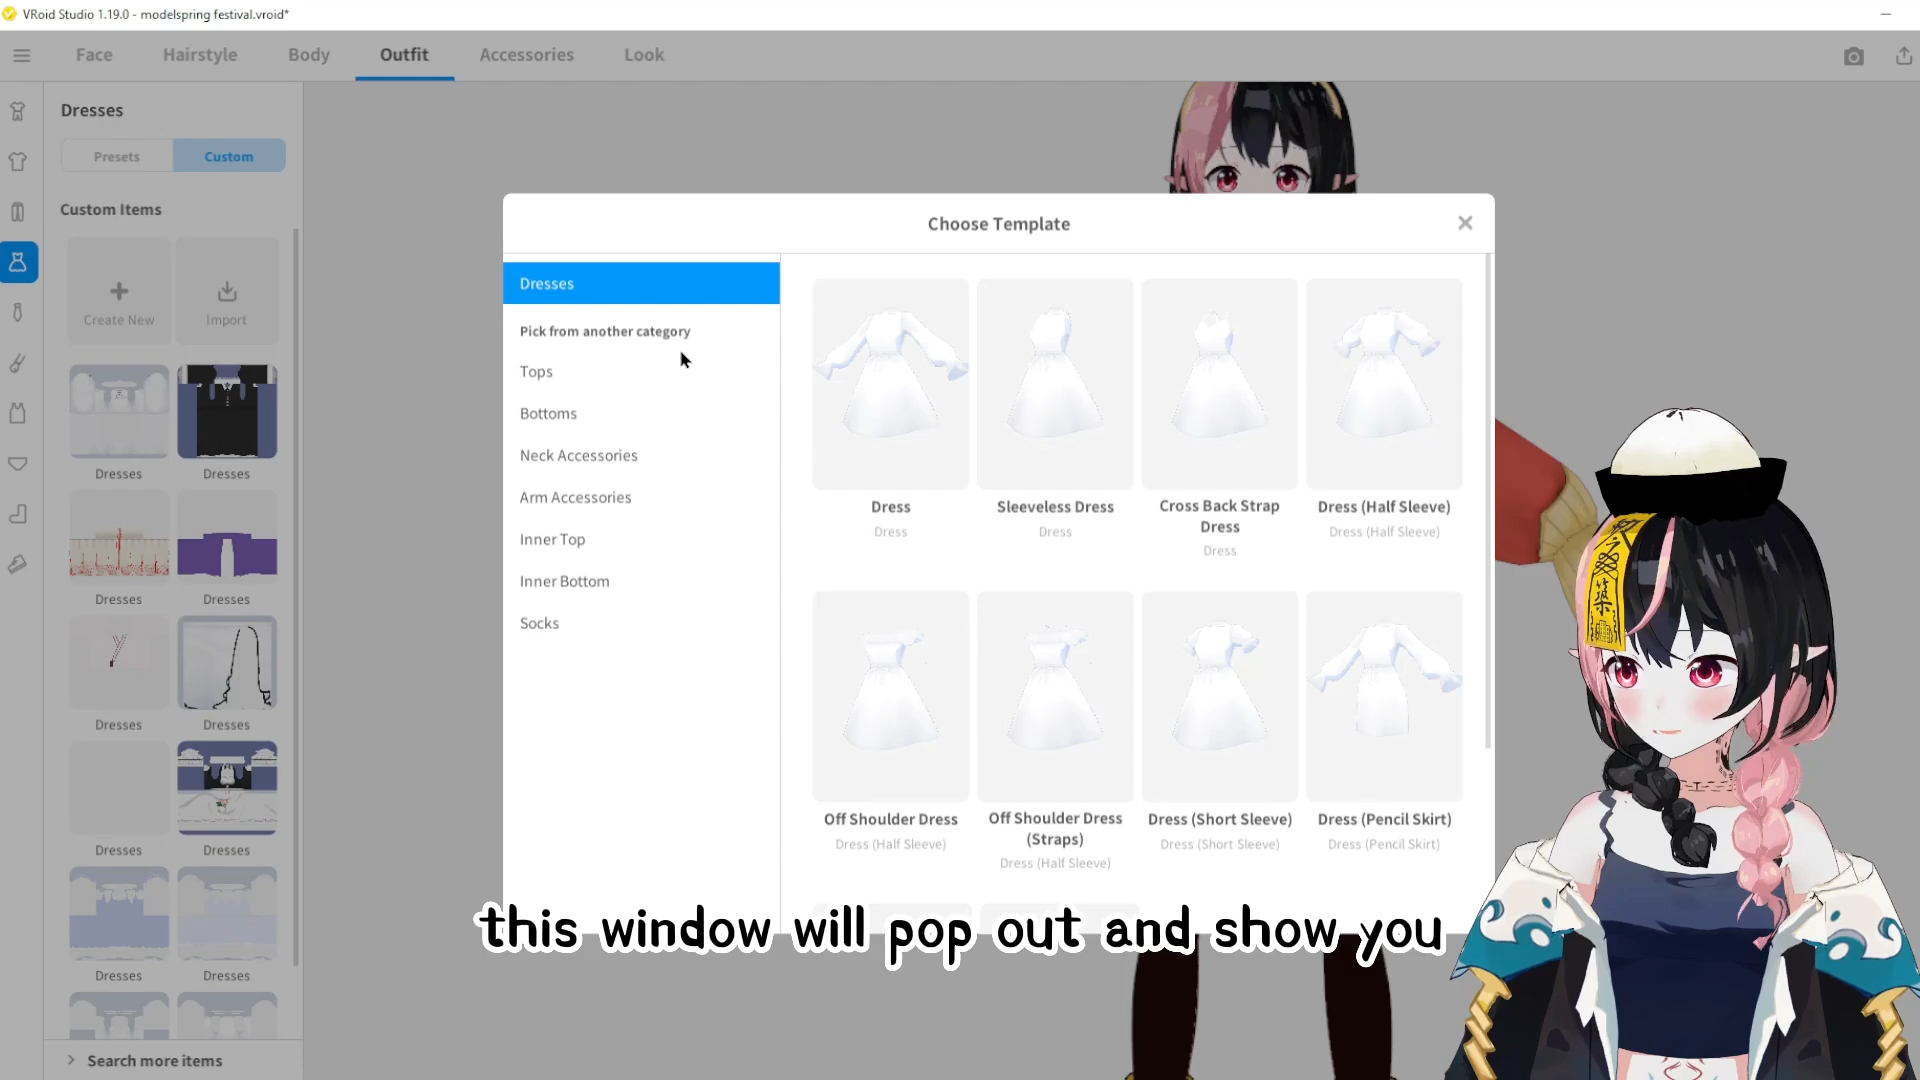 VRoid Studio 1.19.0 - modelspring festival.vroid*
Face Hairstyle Body Outfit Accessories Look
Dresses
Presets Custom
Custom Items
Create New Import
Dresses Dresses
Dresses Dresses
Dresses Dresses
Dresses Dresses
Dresses Dresses
Search more items
Choose Template
Dresses
Pick from another category
Tops
Bottoms
Neck Accessories
Arm Accessories
Inner Top
Inner Bottom
Socks
Dress
Dress
Sleeveless Dress
Dress
Cross Back Strap
Dress
Dress
Dress (Half Sleeve)
Dress (Half Sleeve)
Off Shoulder Dress
Dress (Half Sleeve)
Off Shoulder Dress
(Straps)
Dress (Half Sleeve)
Dress (Short Sleeve)
Dress (Short Sleeve)
Dress (Pencil Skirt)
Dress (Pencil Skirt)
this window will pop out and show you